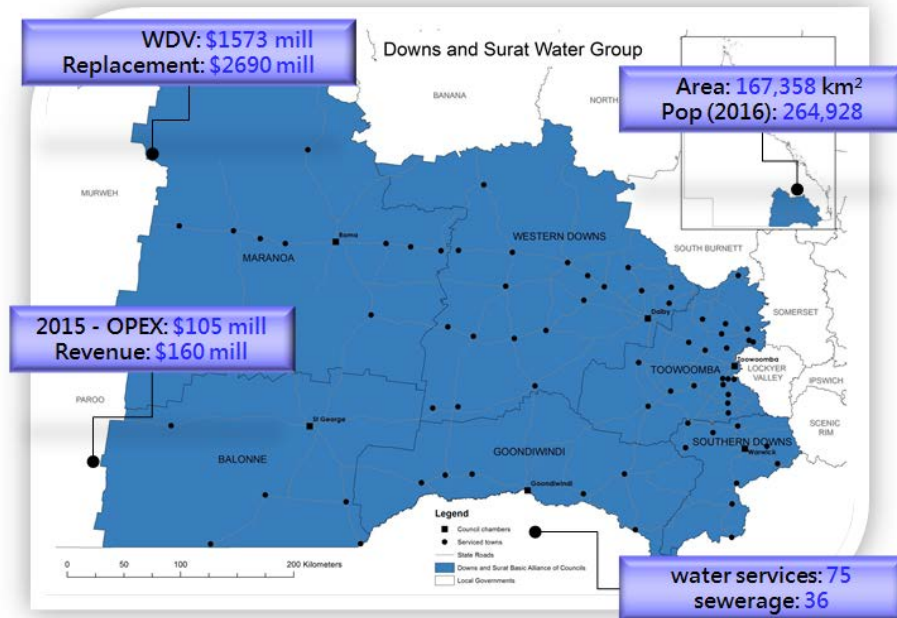 WDV: $1573 mill
Replacement: $2690 mill
Downs and Surat Water Group
Area: 167,358 km²
Pop (2016): 264,928
BANANA
NORTH
MURWEH
SOUTH BURNETT
WESTERN DOWNS
Roma
MARANOA
SOMERSET
2015 - OPEX: $105 mill
Revenue: $160 mill
Dalby
Toowoomba
LOCKYER
VALLEY
TOOWOOMBA
IPSWICH
PAROO
SCENIC
RIM
St George
SOUTHERN DOWNS
Warwick
GOONDIWINDI
BALONNE
Goondiwindi
Legend
Council chambers
Serviced towns
State Roads
Downs and Surat Basic Alliance of Councils
Local Governments
0 50 100 200 Kilometers
water services: 75
sewerage: 36